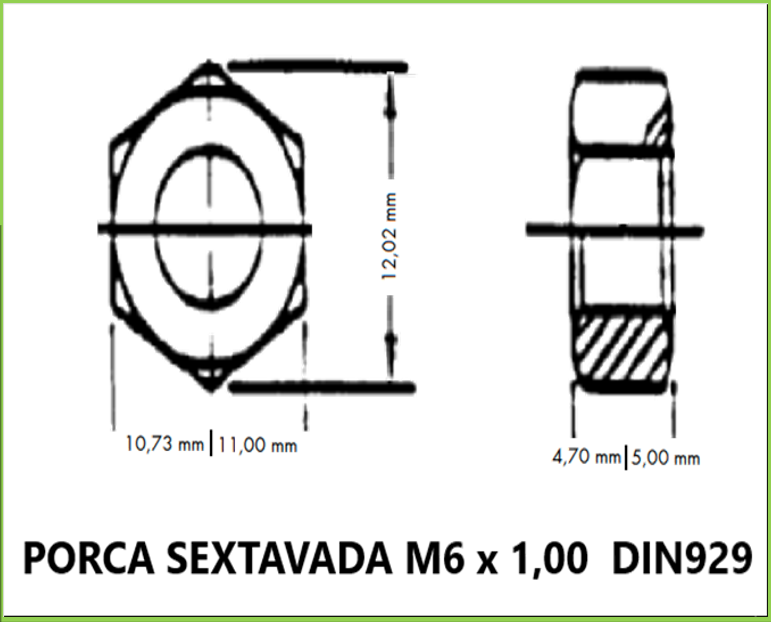 12,02 mm
10,73 mm | 11,00 mm
4,70 mm | 5,00 mm
PORCA SEXTAVADA M6 x 1,00 DIN929